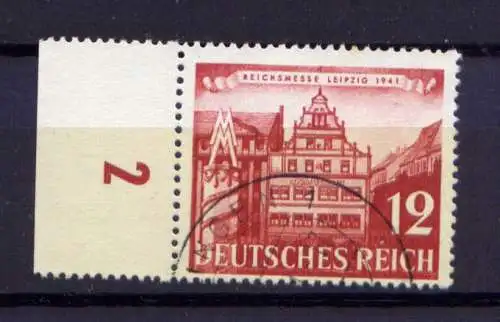 REICHSMESSE LEIPZIG 1941
12
DEUTSCHES REICH
2